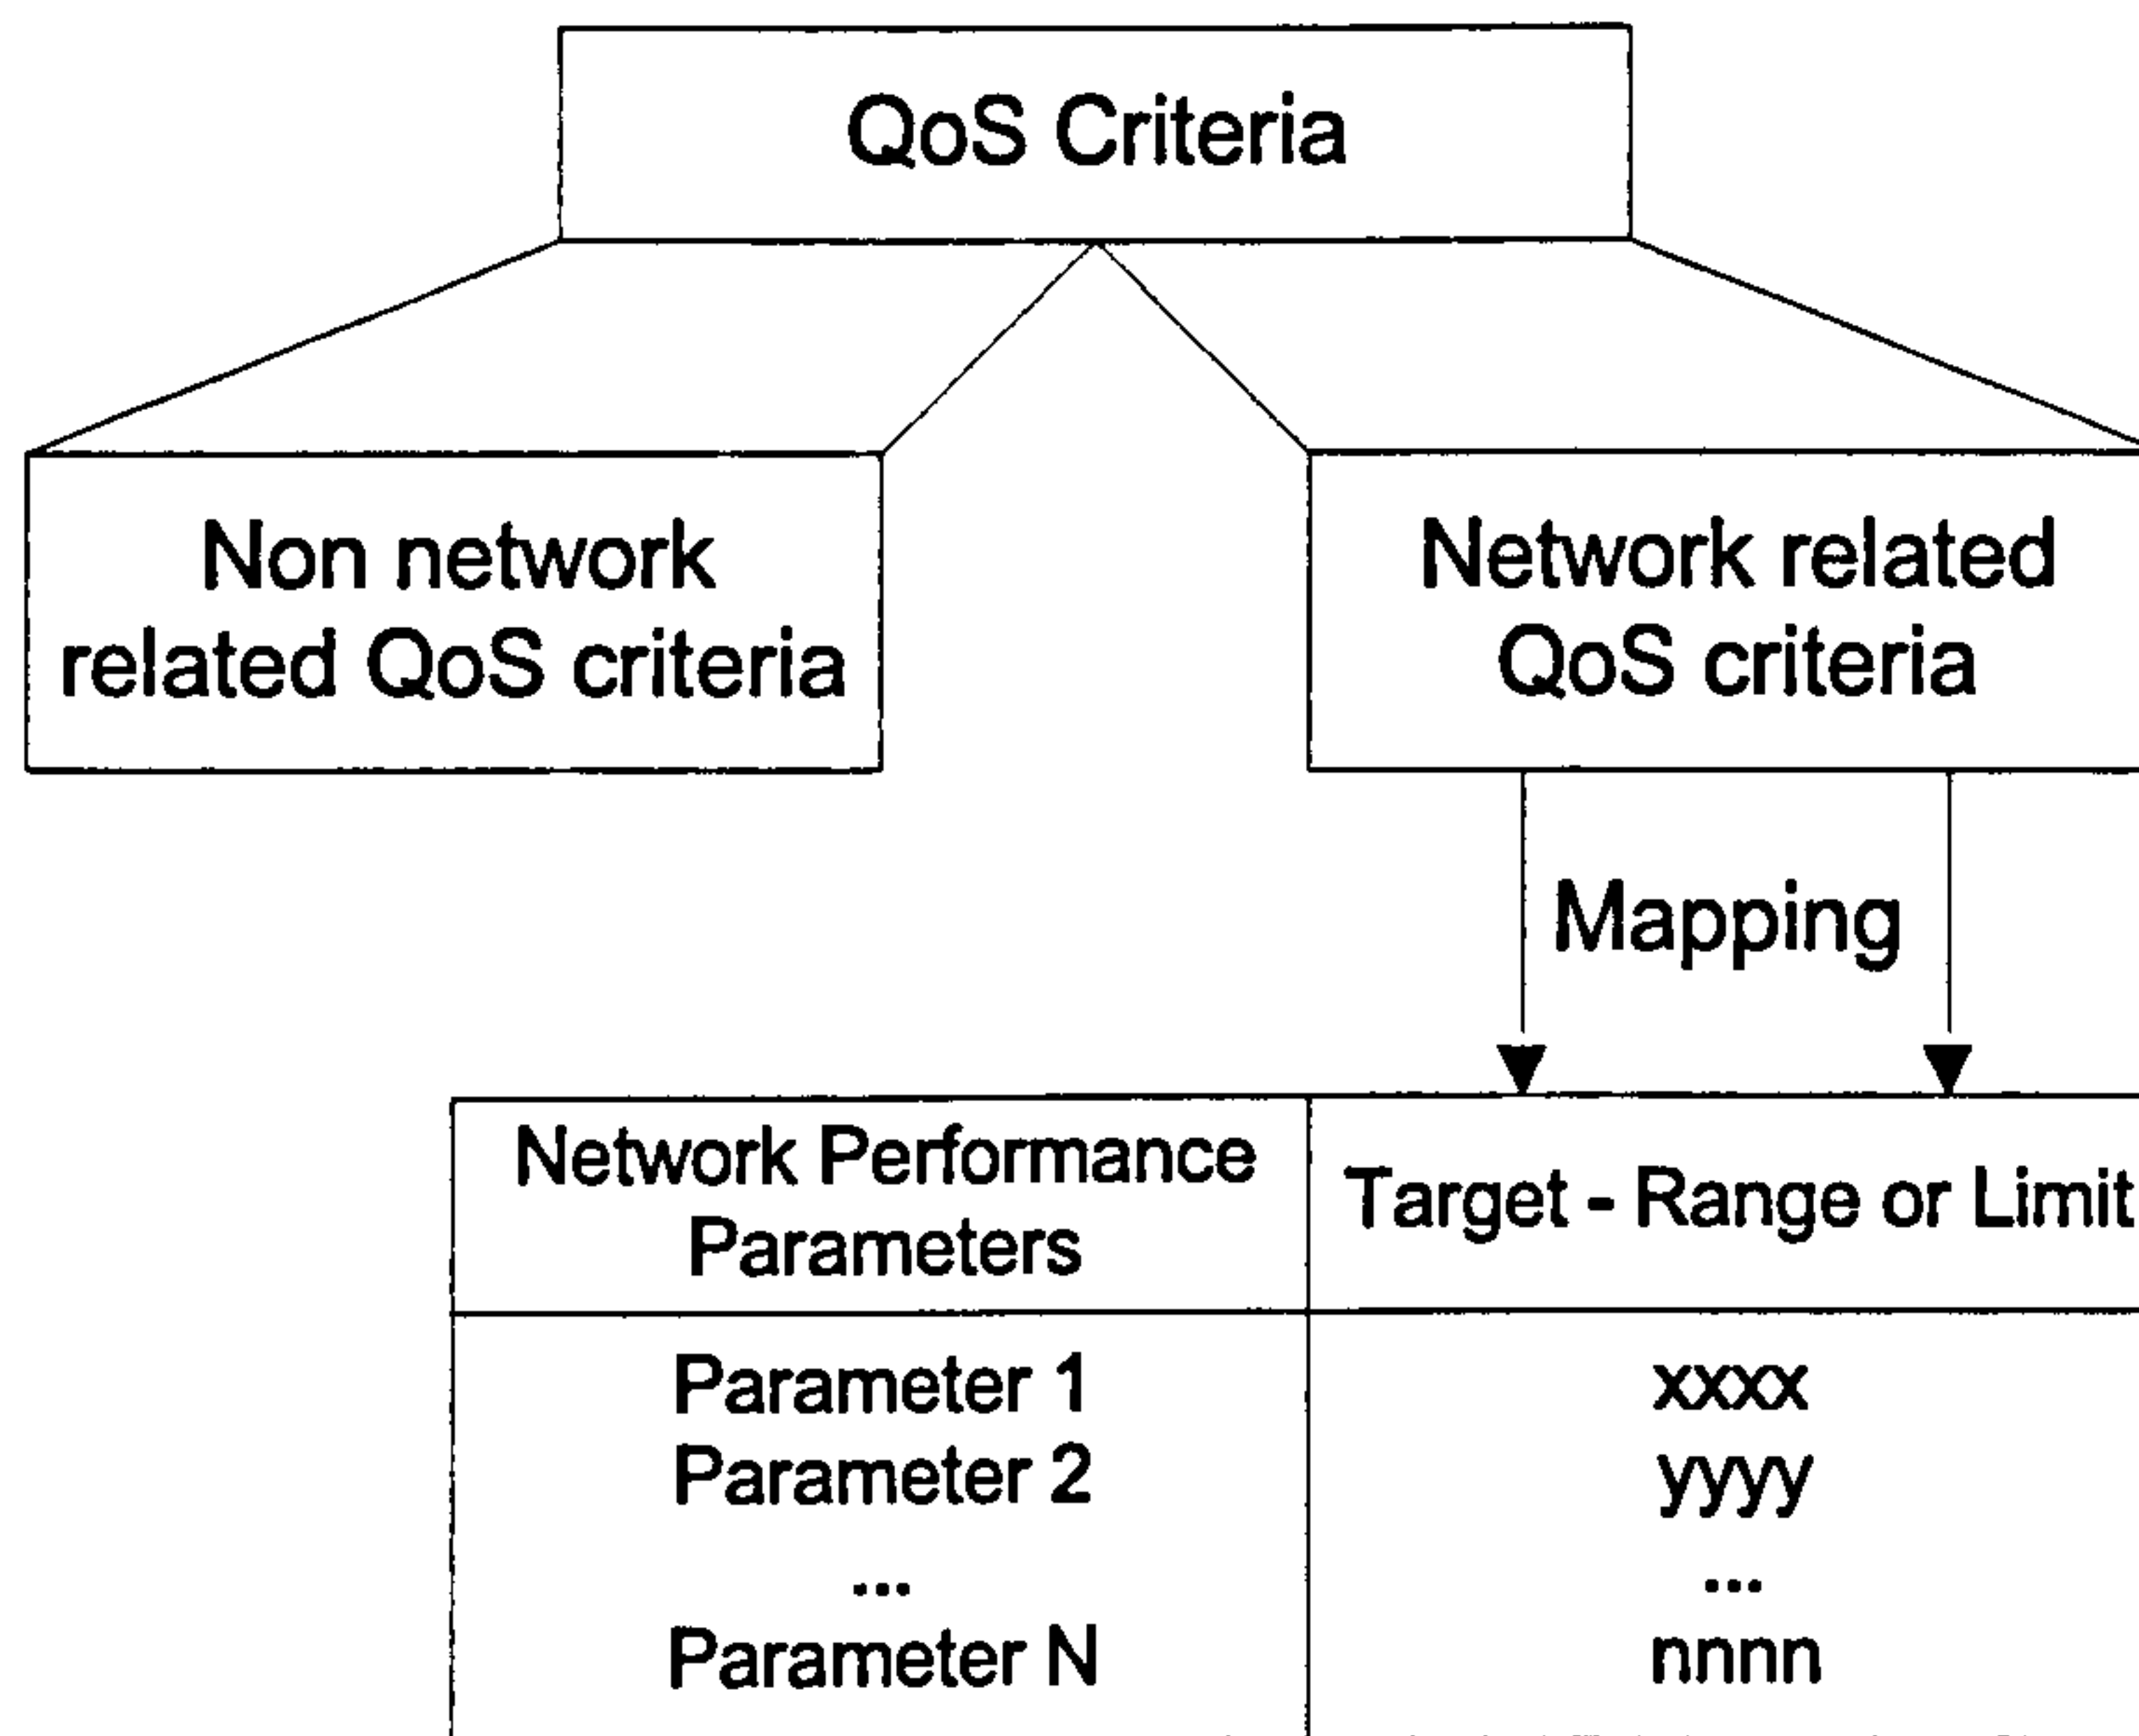 QoS Criteria
Non network
related QoS criteria
Network related
QoS criteria
Mapping
Network Performance
Parameters
Target - Range or Limit
Parameter 1
xxxx
Parameter 2
yyyy
...
...
Parameter N
nnnn